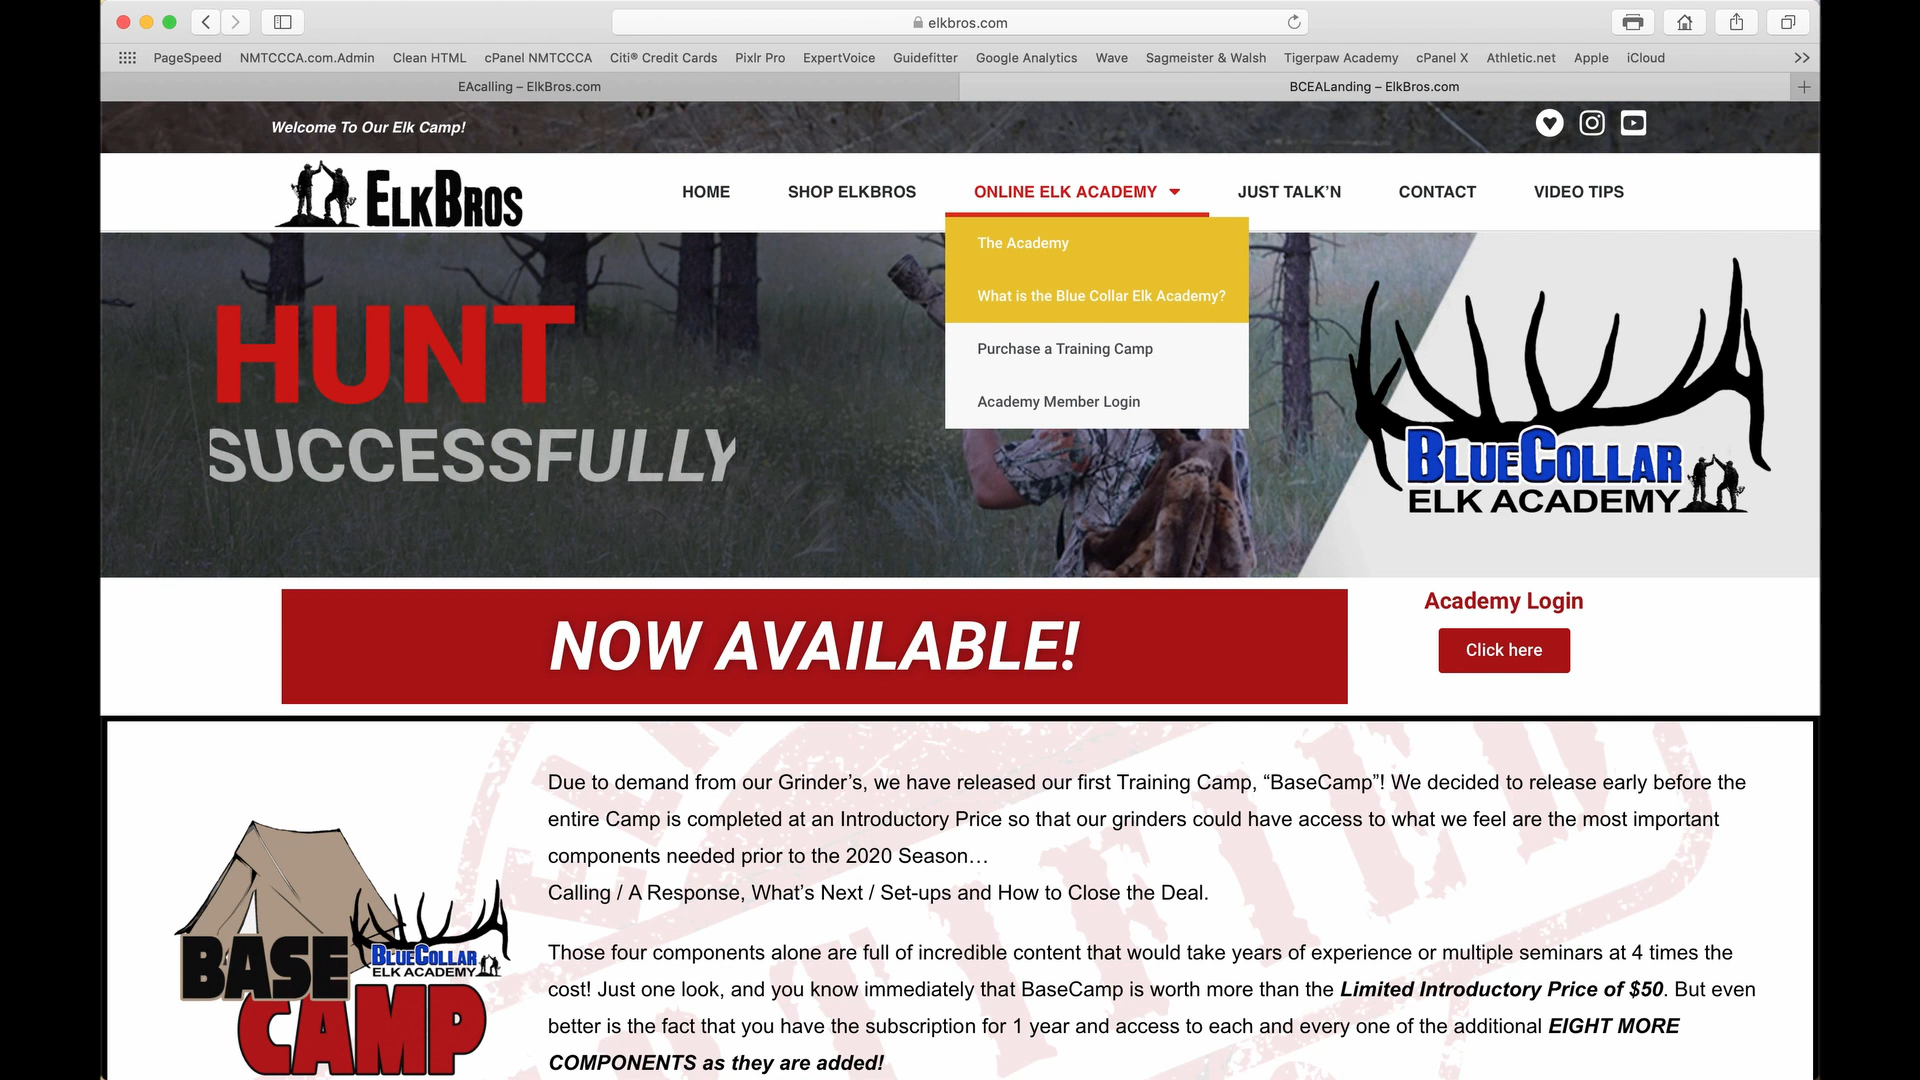 elkbros.com
PageSpeed NMTCCCA.com.Admin Clean HTML cPanel NMTCCCA Citi® Credit Cards Pixlr Pro ExpertVoice Guidefitter Google Analytics Wave Sagmeister & Walsh Tigerpaw Academy cPanel X Athletic.net Apple iCloud
EAcalling – ElkBros.com
BCEALanding – ElkBros.com
Welcome To Our Elk Camp!
ELKBROS
HOME
SHOP ELKBROS
ONLINE ELK ACADEMY
JUST TALK’N
CONTACT
VIDEO TIPS
The Academy
What is the Blue Collar Elk Academy?
Purchase a Training Camp
Academy Member Login
HUNT
SUCCESSFULLY
BLUECOLLAR
ELK ACADEMY
NOW AVAILABLE!
Academy Login
Click here
Due to demand from our Grinder’s, we have released our first Training Camp, “BaseCamp”! We decided to release early before the
entire Camp is completed at an Introductory Price so that our grinders could have access to what we feel are the most important
components needed prior to the 2020 Season…
Calling / A Response, What’s Next / Set-ups and How to Close the Deal.
Those four components alone are full of incredible content that would take years of experience or multiple seminars at 4 times the
cost! Just one look, and you know immediately that BaseCamp is worth more than the Limited Introductory Price of $50. But even
better is the fact that you have the subscription for 1 year and access to each and every one of the additional EIGHT MORE
COMPONENTS as they are added!
BASE
BLUECOLLAR
ELK ACADEMY
CAMP